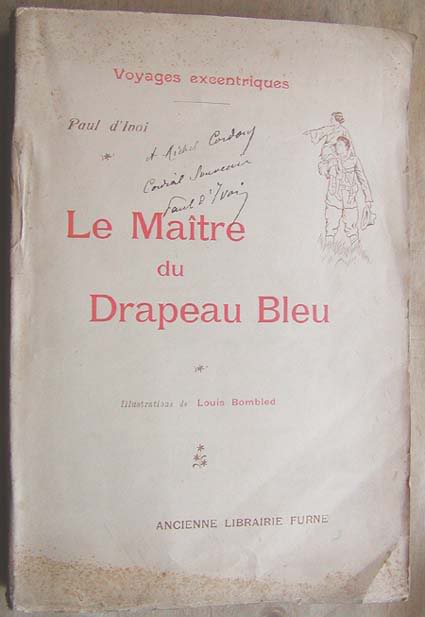 Voyages excentriques
Paul d'Ivoi
A Michel Corday
Cordial souvenir
Paul d'Ivoi
Le Maître
du
Drapeau Bleu
Illustrations de Louis Bombled
ANCIENNE LIBRAIRIE FURNE